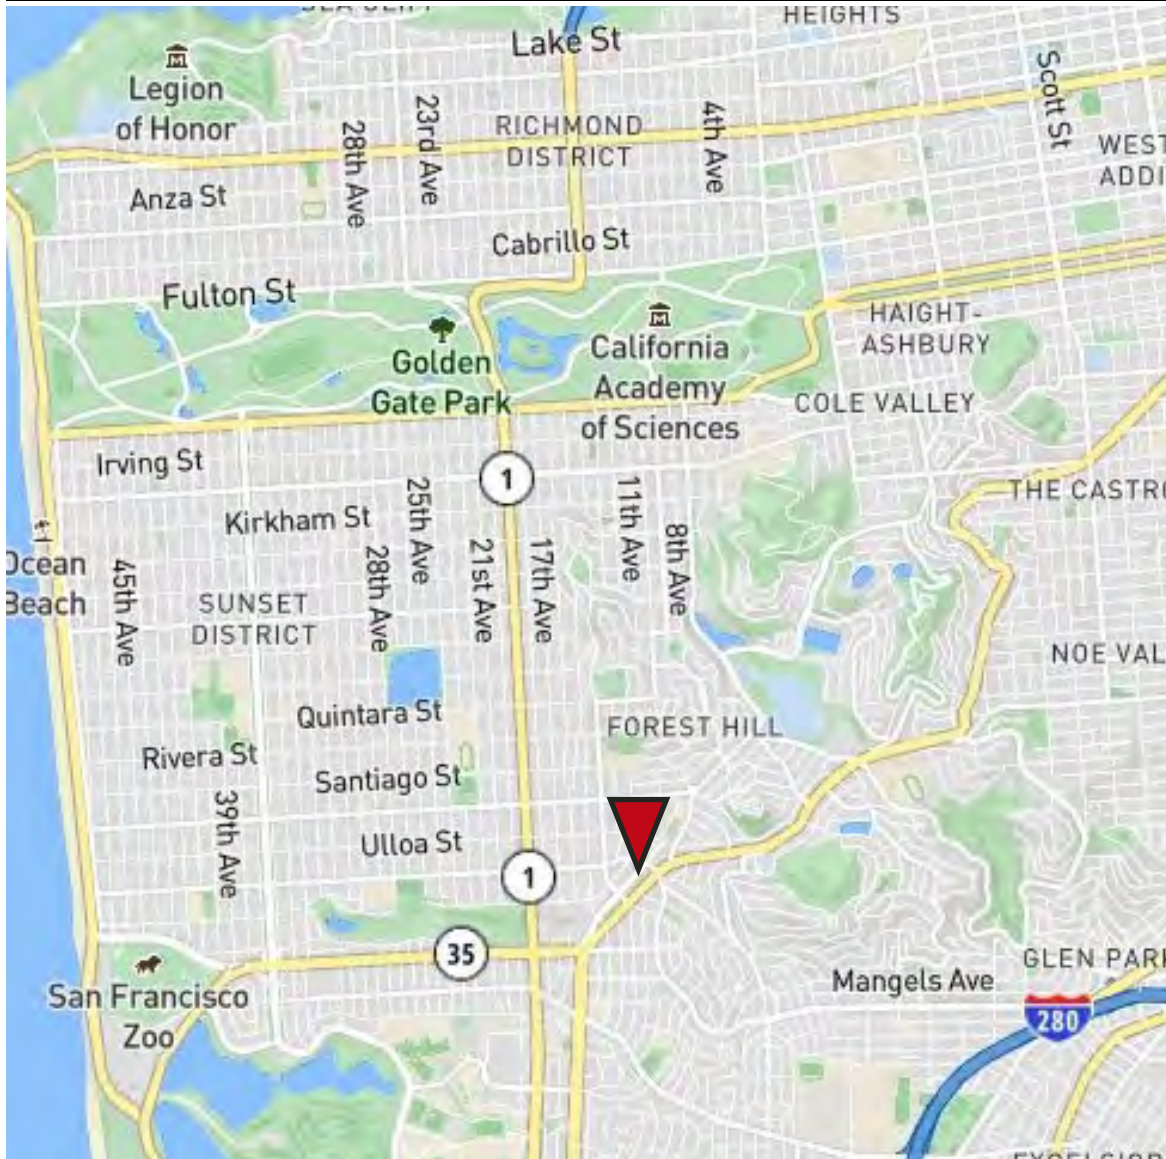 HEIGHTS
Lake St
Legion
of Honor
28th Ave
23rd Ave
RICHMOND
DISTRICT
4th Ave
Scott St
WEST
ADDI
Anza St
Cabrillo St
Fulton St
Golden
Gate Park
California
Academy
of Sciences
HAIGHT-
ASHBURY
COLE VALLEY
Irving St
1
THE CASTR
Kirkham St
25th Ave
11th Ave
8th Ave
Ocean
Beach
45th Ave
SUNSET
DISTRICT
28th Ave
21st Ave
17th Ave
NOE VAL
Quintara St
FOREST HILL
Rivera St
Santiago St
39th Ave
Ulloa St
1
35
San Francisco
Zoo
Mangels Ave
GLEN PARK
280